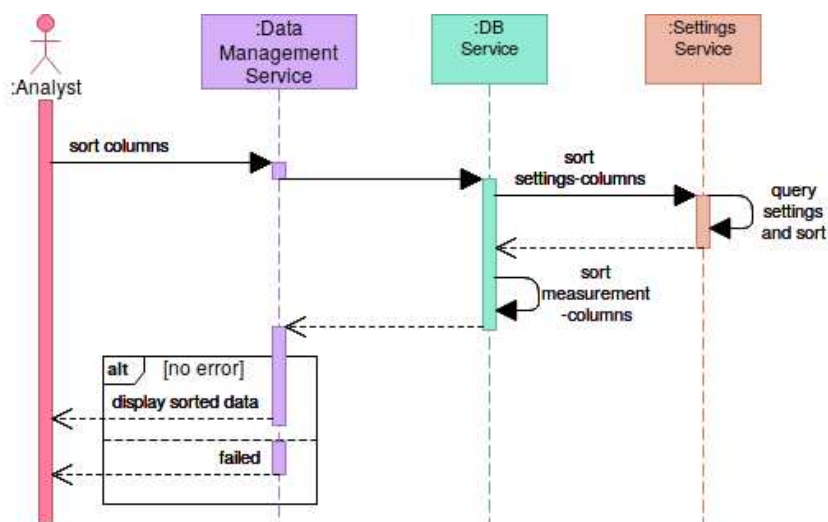 :Analyst
:Data
Management
Service
:DB
Service
:Settings
Service
sort columns
sort
settings-columns
query
settings
and sort
sort
measurement
-columns
alt
[no error]
display sorted data
failed